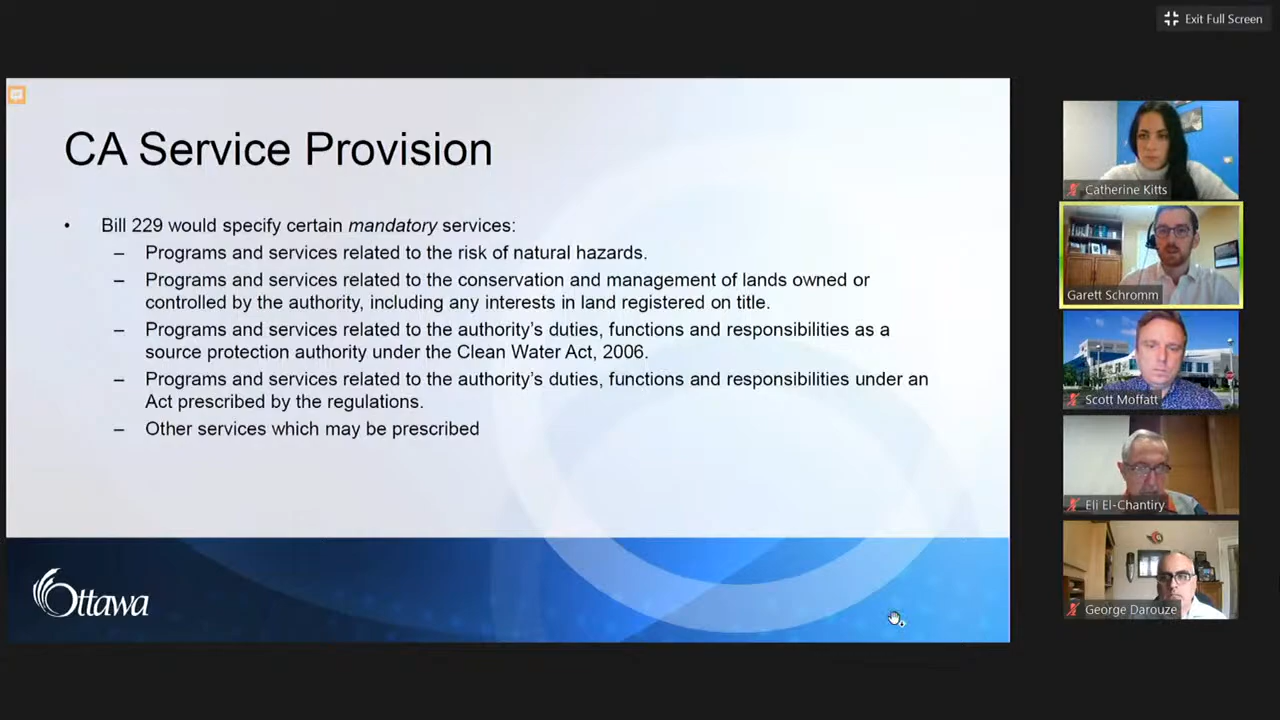 Exit Full Screen
CA Service Provision
• Bill 229 would specify certain mandatory services:
– Programs and services related to the risk of natural hazards.
– Programs and services related to the conservation and management of lands owned or
controlled by the authority, including any interests in land registered on title.
– Programs and services related to the authority’s duties, functions and responsibilities as a
source protection authority under the Clean Water Act, 2006.
– Programs and services related to the authority’s duties, functions and responsibilities under an
Act prescribed by the regulations.
– Other services which may be prescribed
Ottawa
Catherine Kitts
Garett Schromm
Scott Moffatt
Eli El-Chantiry
George Darouze